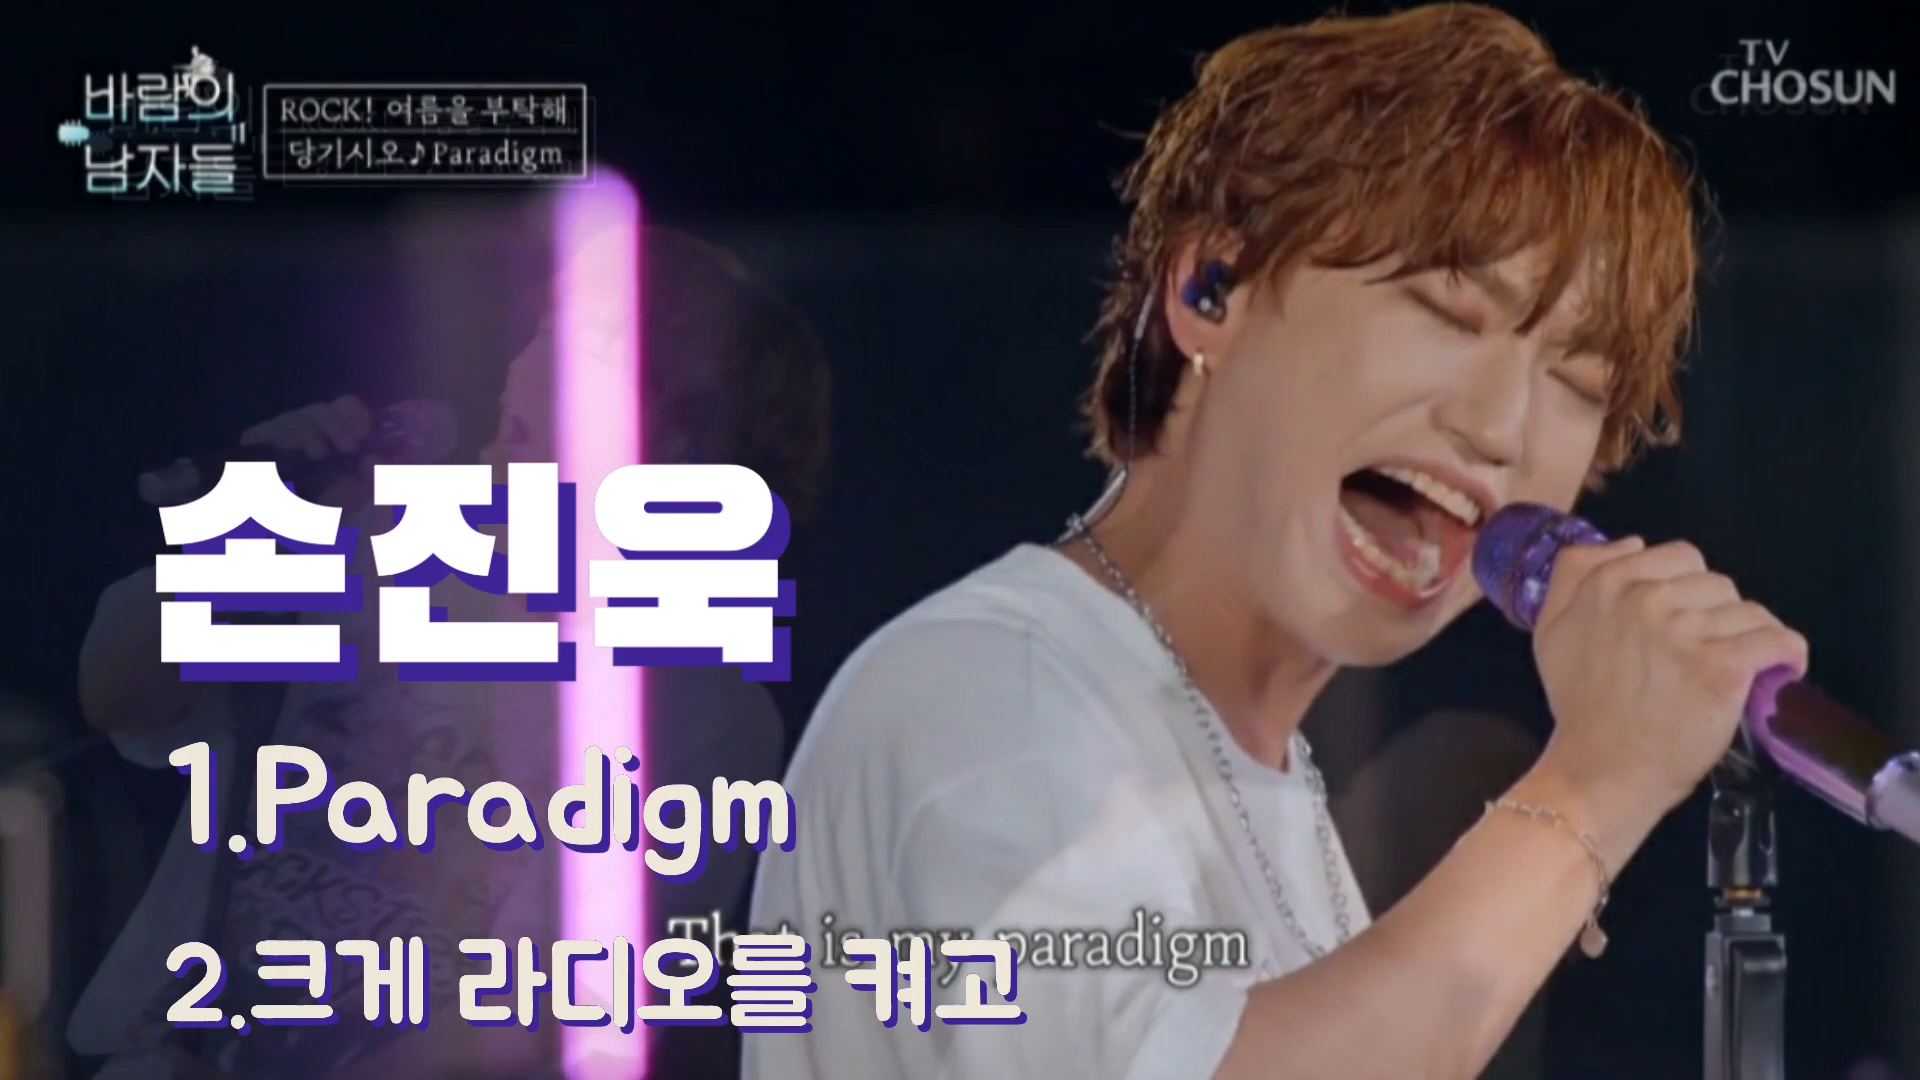 바람의
남자들
ROCK! 여름을 부탁해
당기시오♪Paradigm
TV
CHOSUN
손진욱
1.Paradigm
That is my paradigm
2.크게 라디오를 켜고